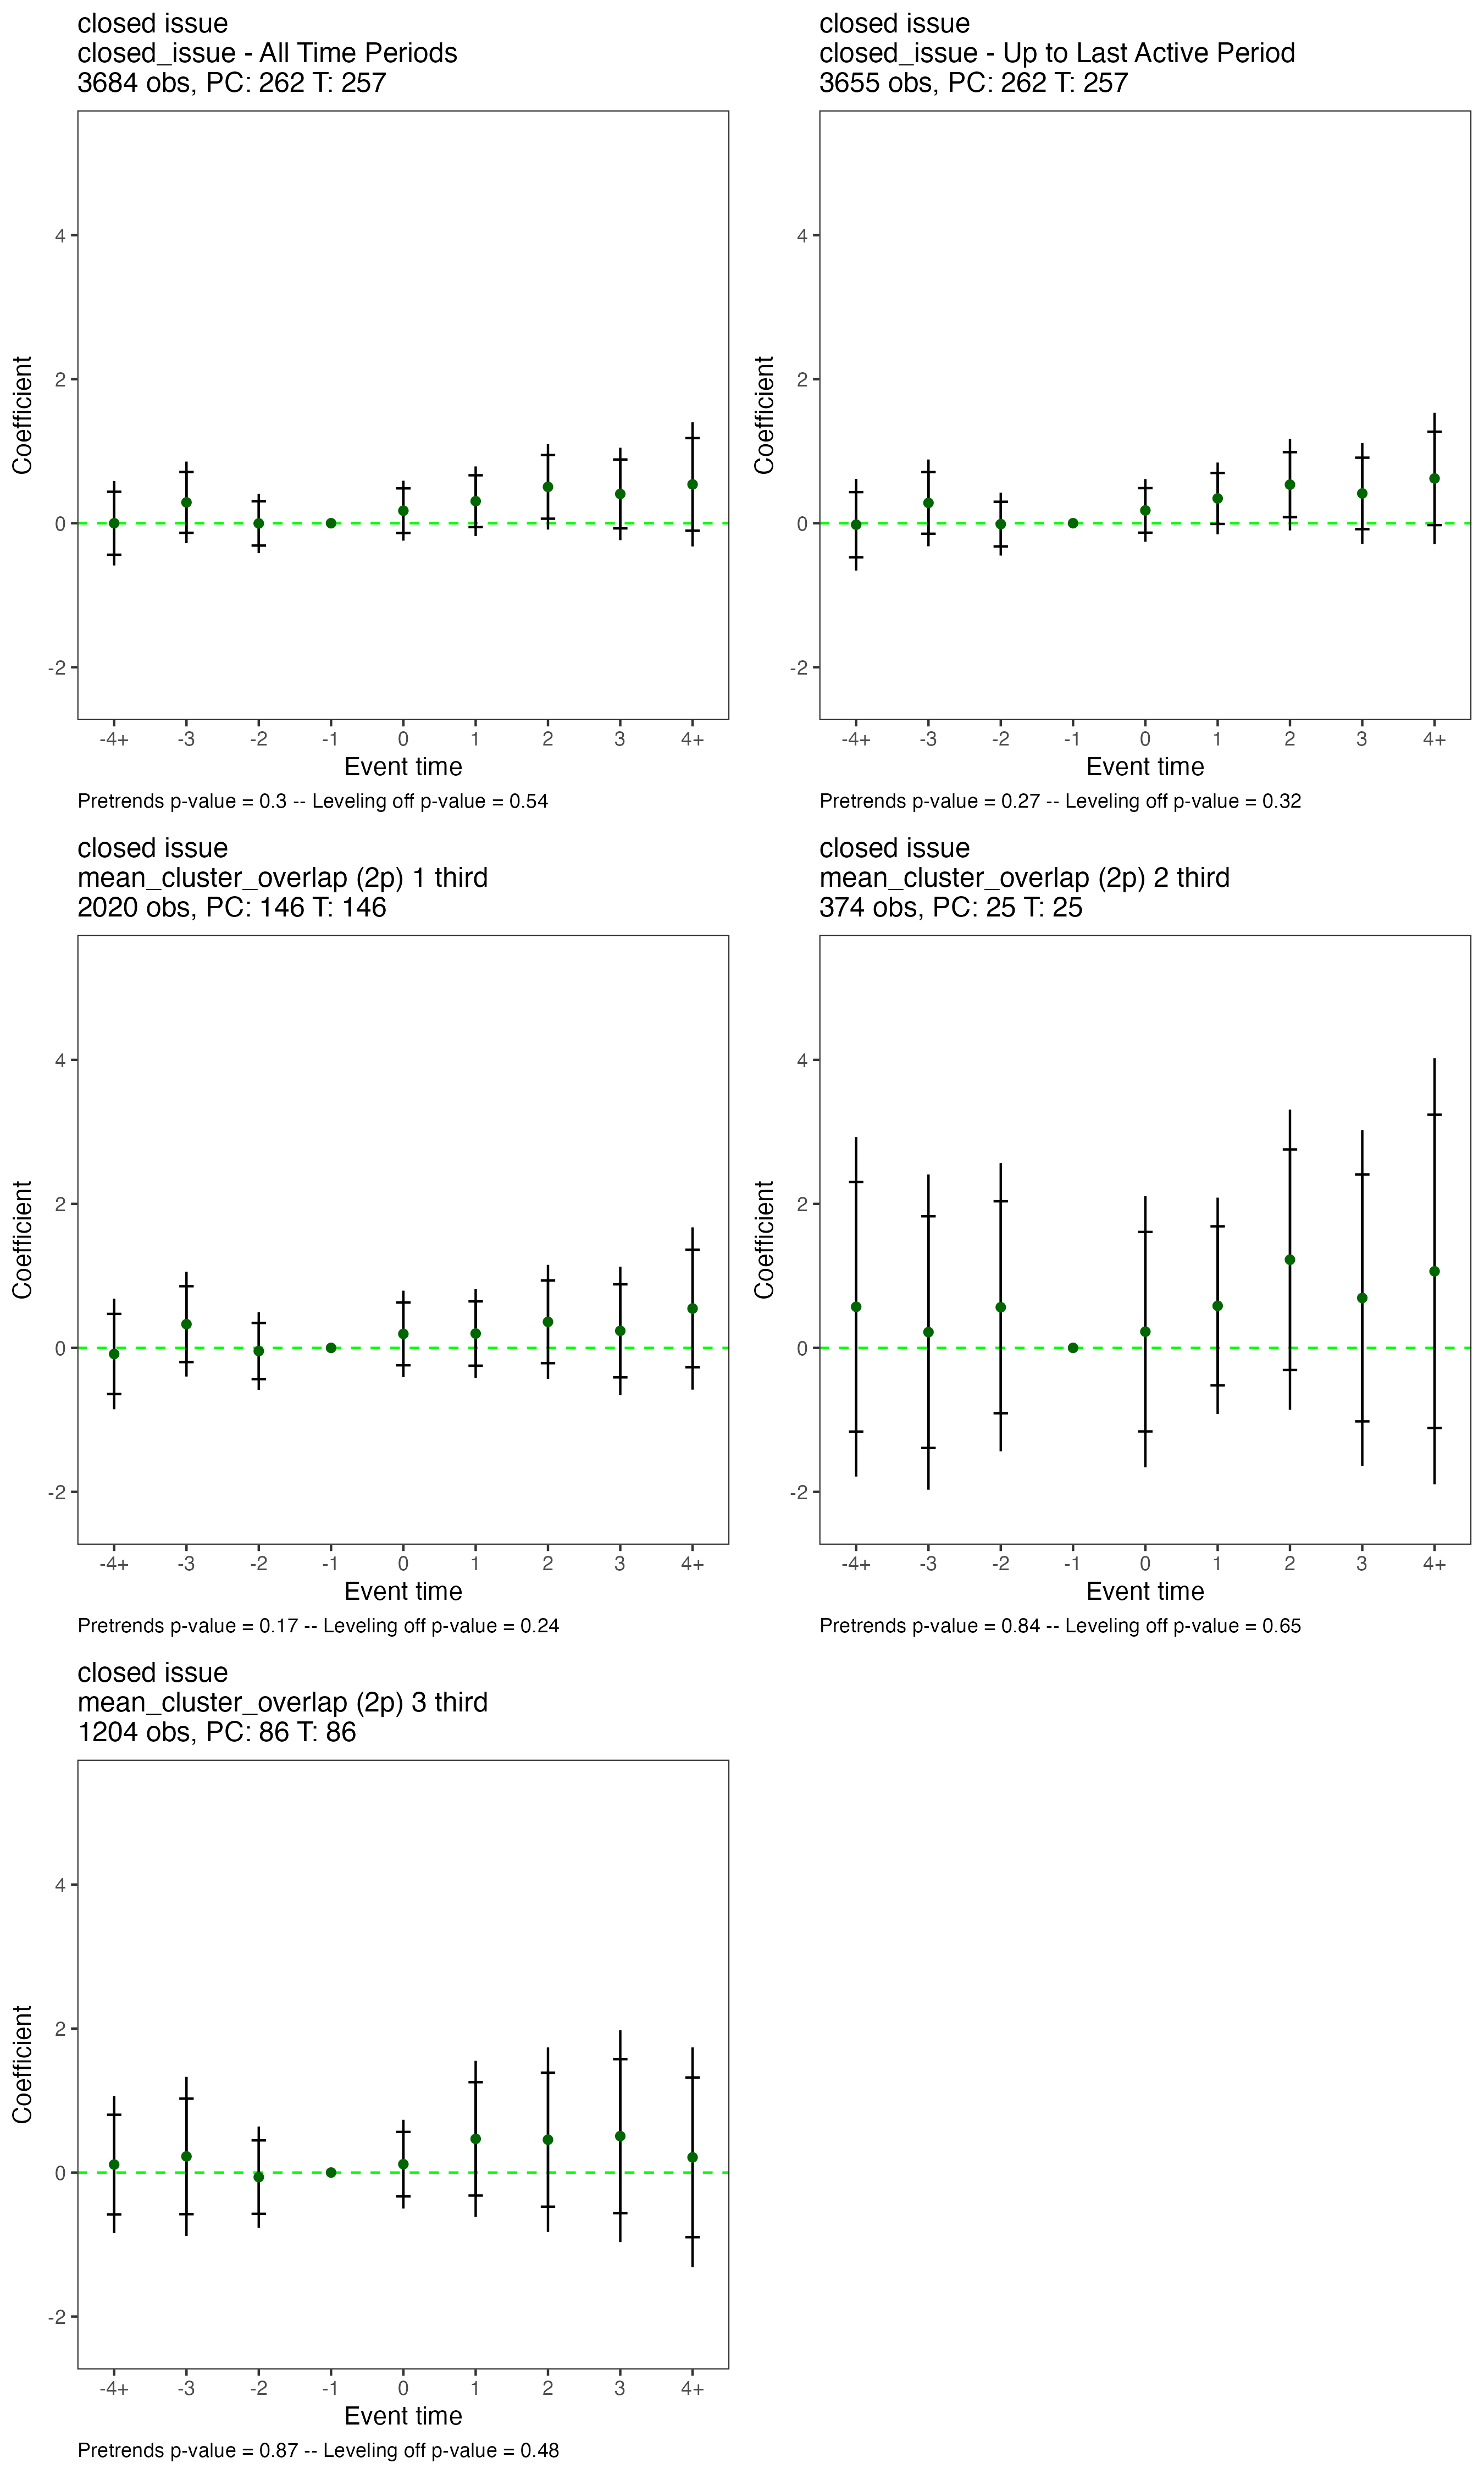 closed issue
closed_issue - All Time Periods
3684 obs, PC: 262 T: 257
Coefficient
4
2
0
-2
-4+ -3 -2 -1 0 1 2 3 4+
Event time
Pretrends p-value = 0.3 -- Leveling off p-value = 0.54
closed issue
closed_issue - Up to Last Active Period
3655 obs, PC: 262 T: 257
Coefficient
4
2
0
-2
-4+ -3 -2 -1 0 1 2 3 4+
Event time
Pretrends p-value = 0.27 -- Leveling off p-value = 0.32
closed issue
mean_cluster_overlap (2p) 1 third
2020 obs, PC: 146 T: 146
Coefficient
4
2
0
-2
-4+ -3 -2 -1 0 1 2 3 4+
Event time
Pretrends p-value = 0.17 -- Leveling off p-value = 0.24
closed issue
mean_cluster_overlap (2p) 2 third
374 obs, PC: 25 T: 25
Coefficient
4
2
0
-2
-4+ -3 -2 -1 0 1 2 3 4+
Event time
Pretrends p-value = 0.84 -- Leveling off p-value = 0.65
closed issue
mean_cluster_overlap (2p) 3 third
1204 obs, PC: 86 T: 86
Coefficient
4
2
0
-2
-4+ -3 -2 -1 0 1 2 3 4+
Event time
Pretrends p-value = 0.87 -- Leveling off p-value = 0.48